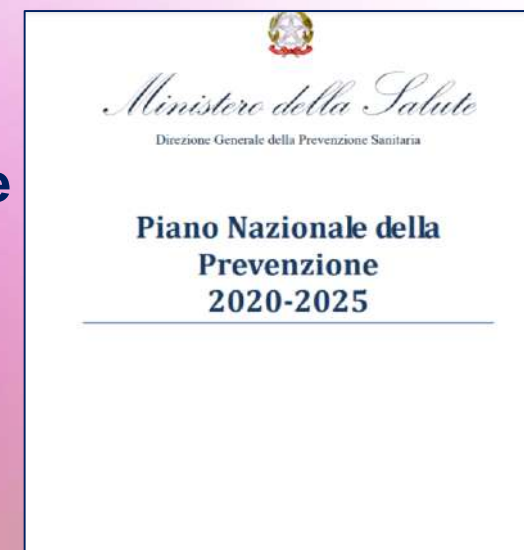 e
Ministero della Salute
Direzione Generale della Prevenzione Sanitaria
Piano Nazionale della
Prevenzione
2020-2025